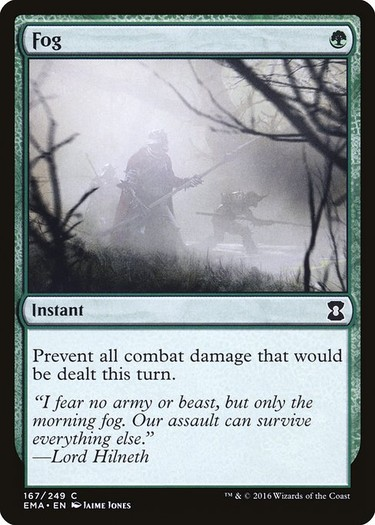 Fog
Instant
Prevent all combat damage that would
be dealt this turn.
“I fear no army or beast, but only the
morning fog. Our assault can survive
everything else.”
—Lord Hilneth
167/249 C
EMA • EN Jaime Jones
™ & © 2016 Wizards of the Coast